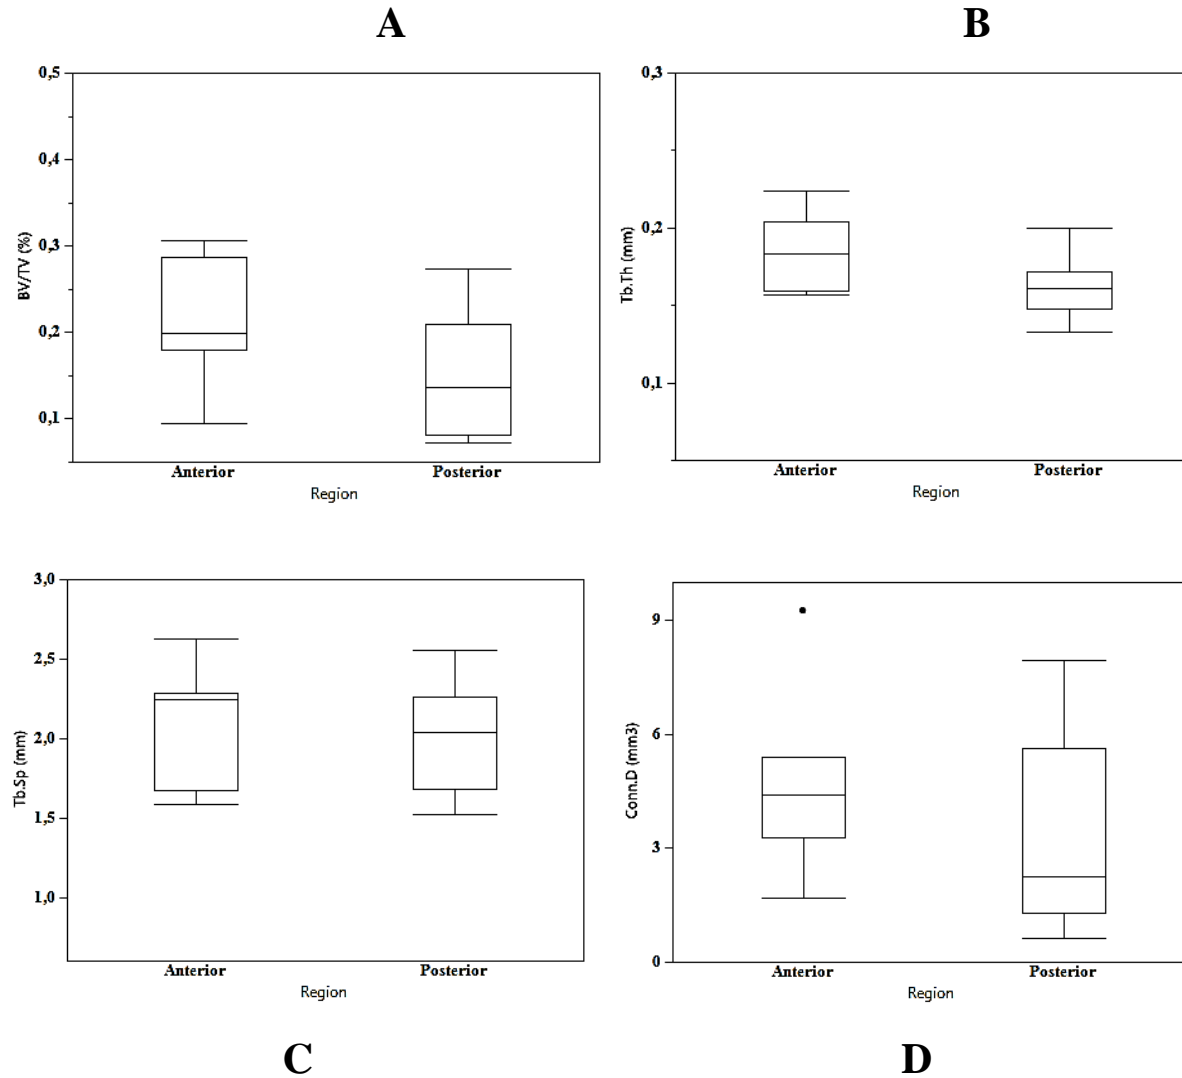 A
B
0,5
0,4
0,3
0,2
0,1
BV/TV (%)
Anterior Posterior
Region
0,3
0,2
0,1
Tb.Th (mm)
Anterior Posterior
Region
3,0
2,5
2,0
1,5
1,0
Tb.Sp (mm)
Anterior Posterior
Region
9
6
3
0
Conn.D (mm3)
Anterior Posterior
Region
C
D